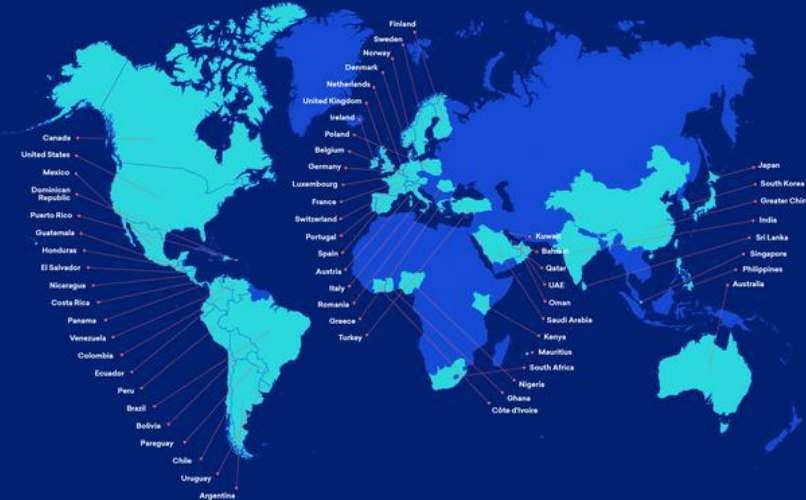 Finland
Sweden
Norway
Denmark
Netherlands
United Kingdom
Ireland
Poland
Belgium
Germany
Luxembourg
France
Switzerland
Portugal
Spain
Austria
Italy
Romania
Greece
Turkey
Canada
United States
Mexico
Dominican
Republic
Puerto Rico
Guatemala
Honduras
El Salvador
Nicaragua
Costa Rica
Panama
Venezuela
Colombia
Ecuador
Peru
Brazil
Bolivia
Paraguay
Chile
Uruguay
Argentina
Kuwait
Bahrain
Qatar
UAE
Oman
Saudi Arabia
Kenya
Mauritius
South Africa
Nigeria
Ghana
Côte d'Ivoire
Japan
South Korea
Greater Chin
India
Sri Lanka
Singapore
Philippines
Australia